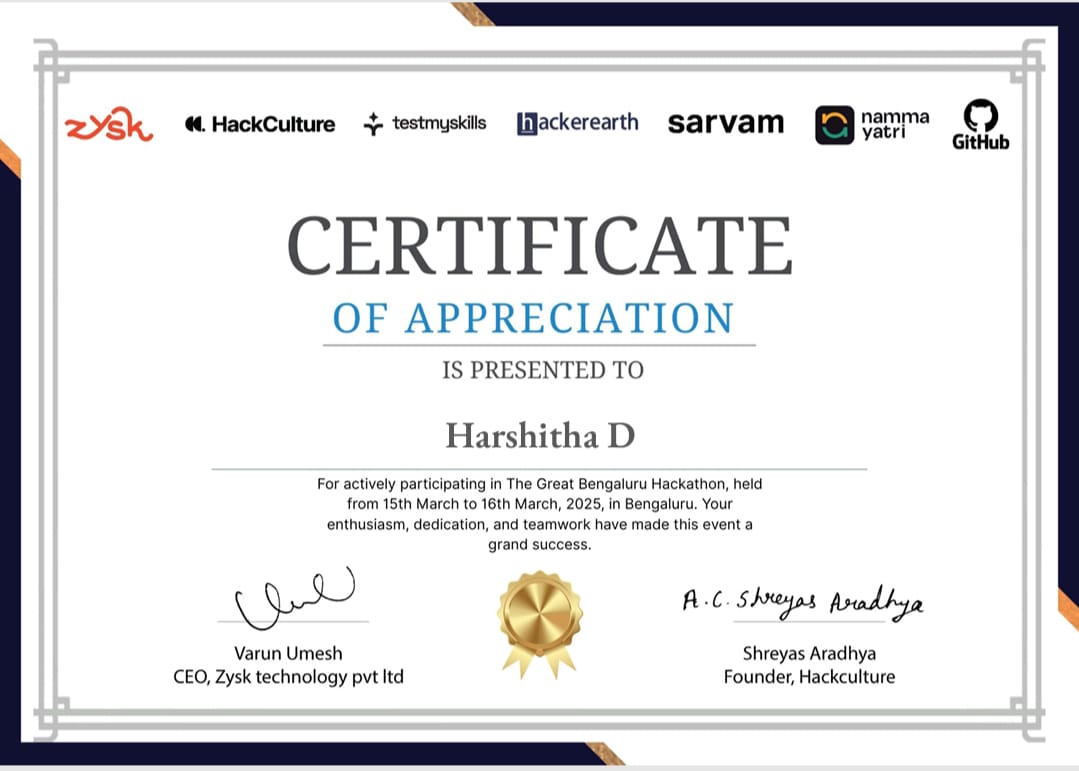 zysk HackCulture testmyskills hackerearth sarvam namma yatri GitHub
CERTIFICATE
OF APPRECIATION
IS PRESENTED TO
Harshitha D
For actively participating in The Great Bengaluru Hackathon, held
from 15th March to 16th March, 2025, in Bengaluru. Your
enthusiasm, dedication, and teamwork have made this event a
grand success.
A.C. Shreyas Aradhya
Varun Umesh
CEO, Zysk technology pvt ltd
Shreyas Aradhya
Founder, Hackculture